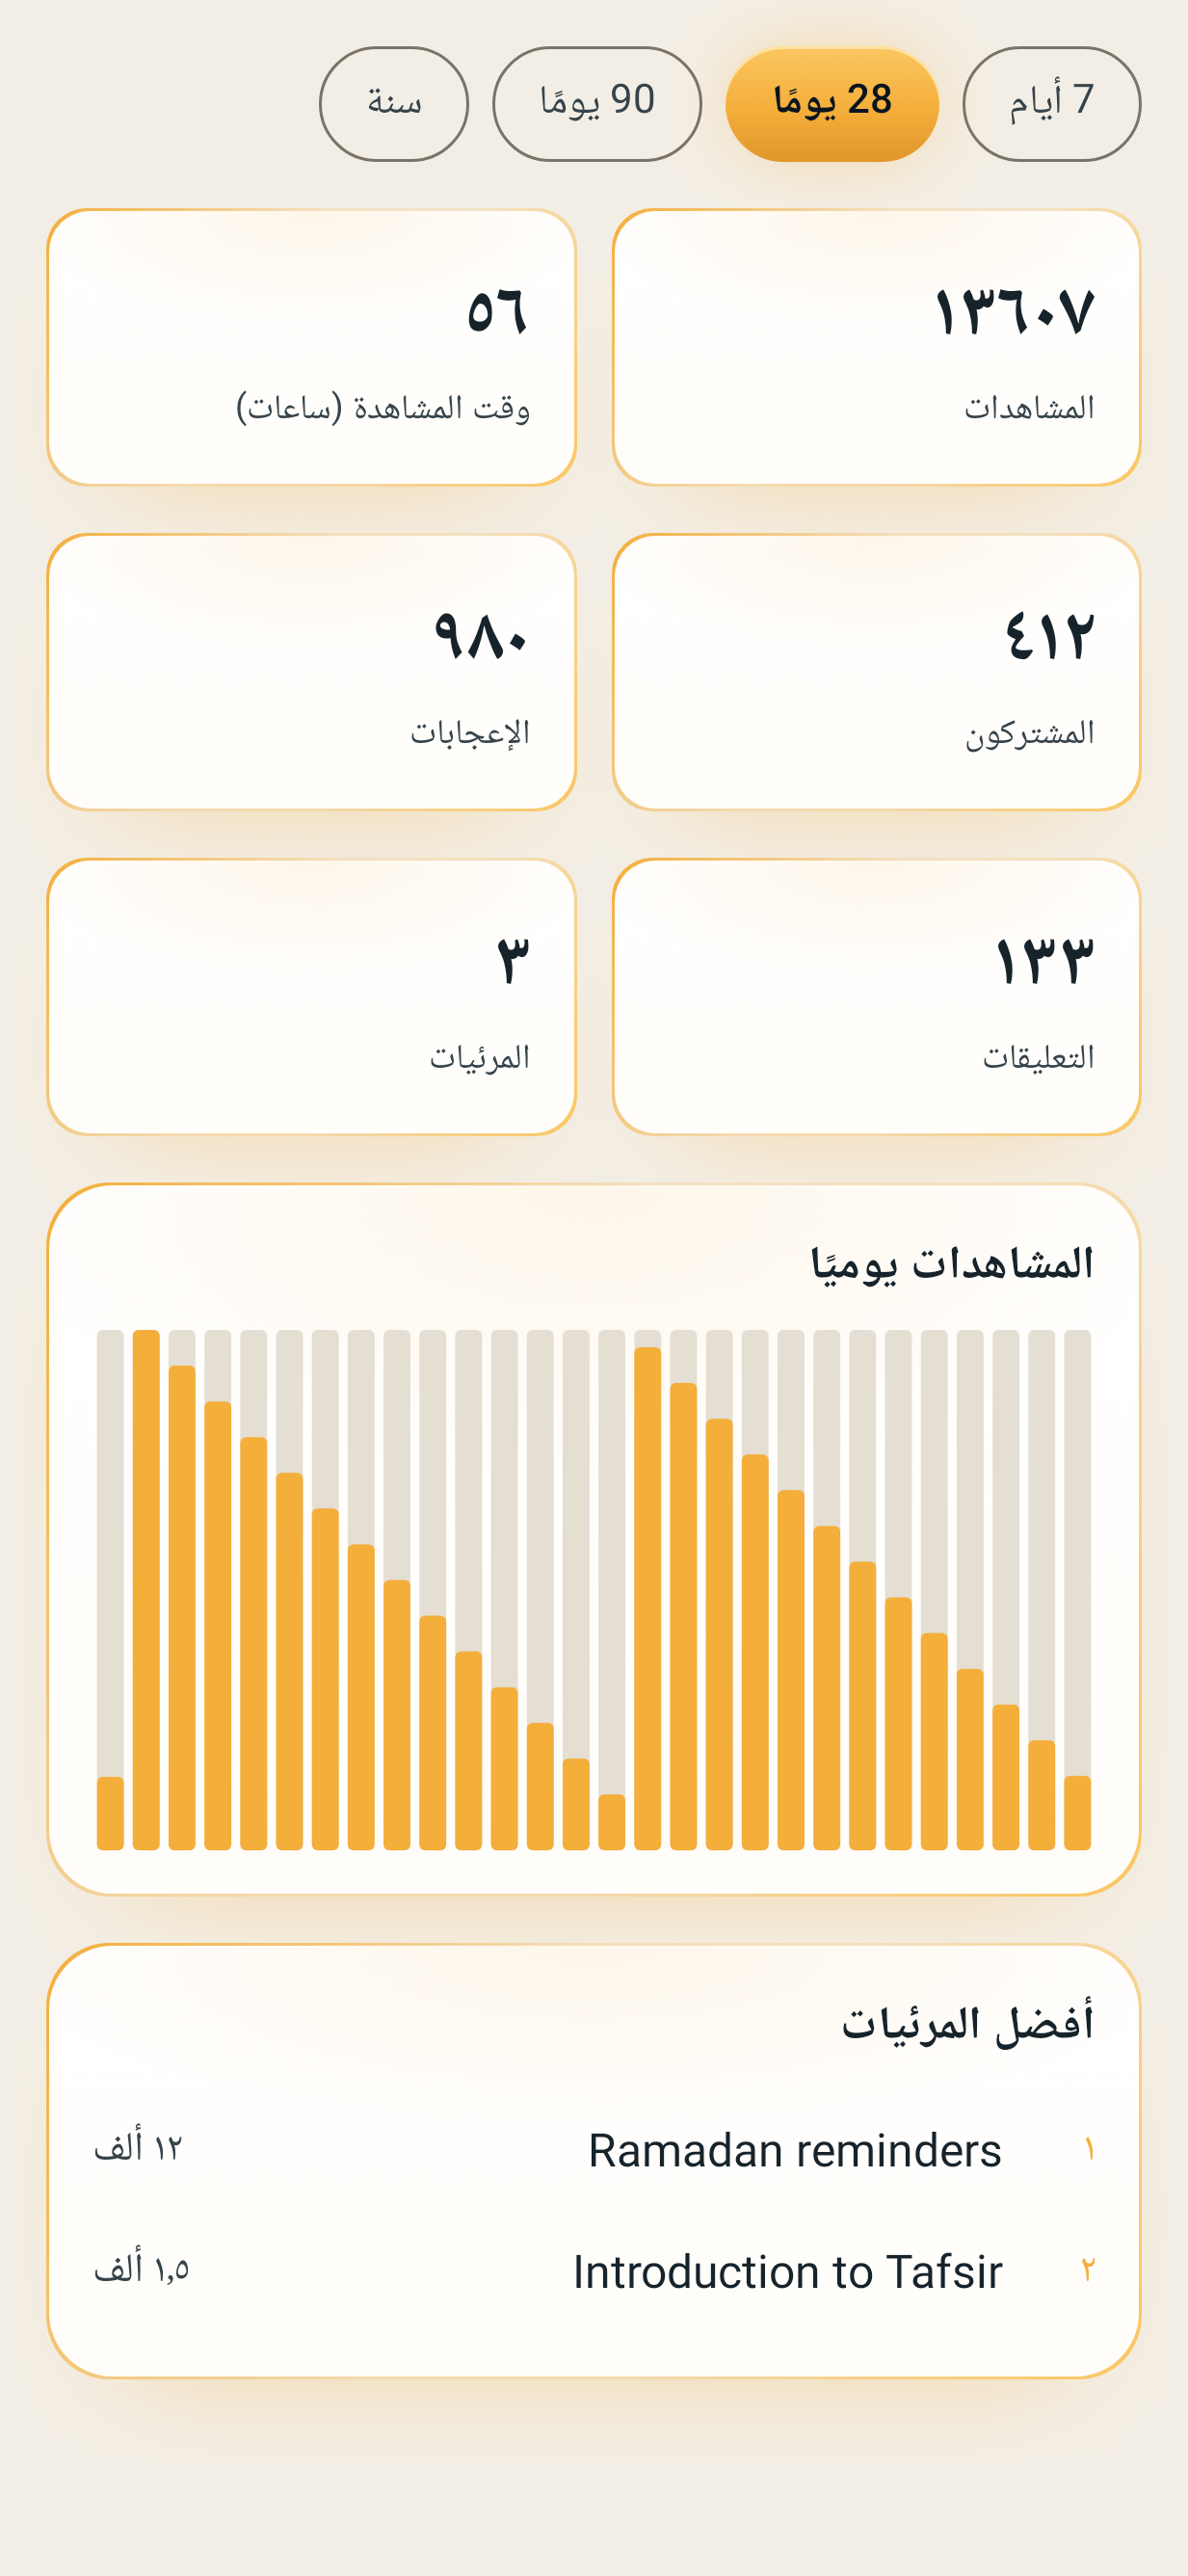 7 أيام
28 يومًا
90 يومًا
سنة
١٣٦٠٧
المشاهدات
٥٦
وقت المشاهدة (ساعات)
٤١٢
المشتركون
٩٨٠
الإعجابات
١٣٣
التعليقات
٣
المرئيات
المشاهدات يوميًا
أفضل المرئيات
١ Ramadan reminders ١٢ ألف
٢ Introduction to Tafsir ١٫٥ ألف